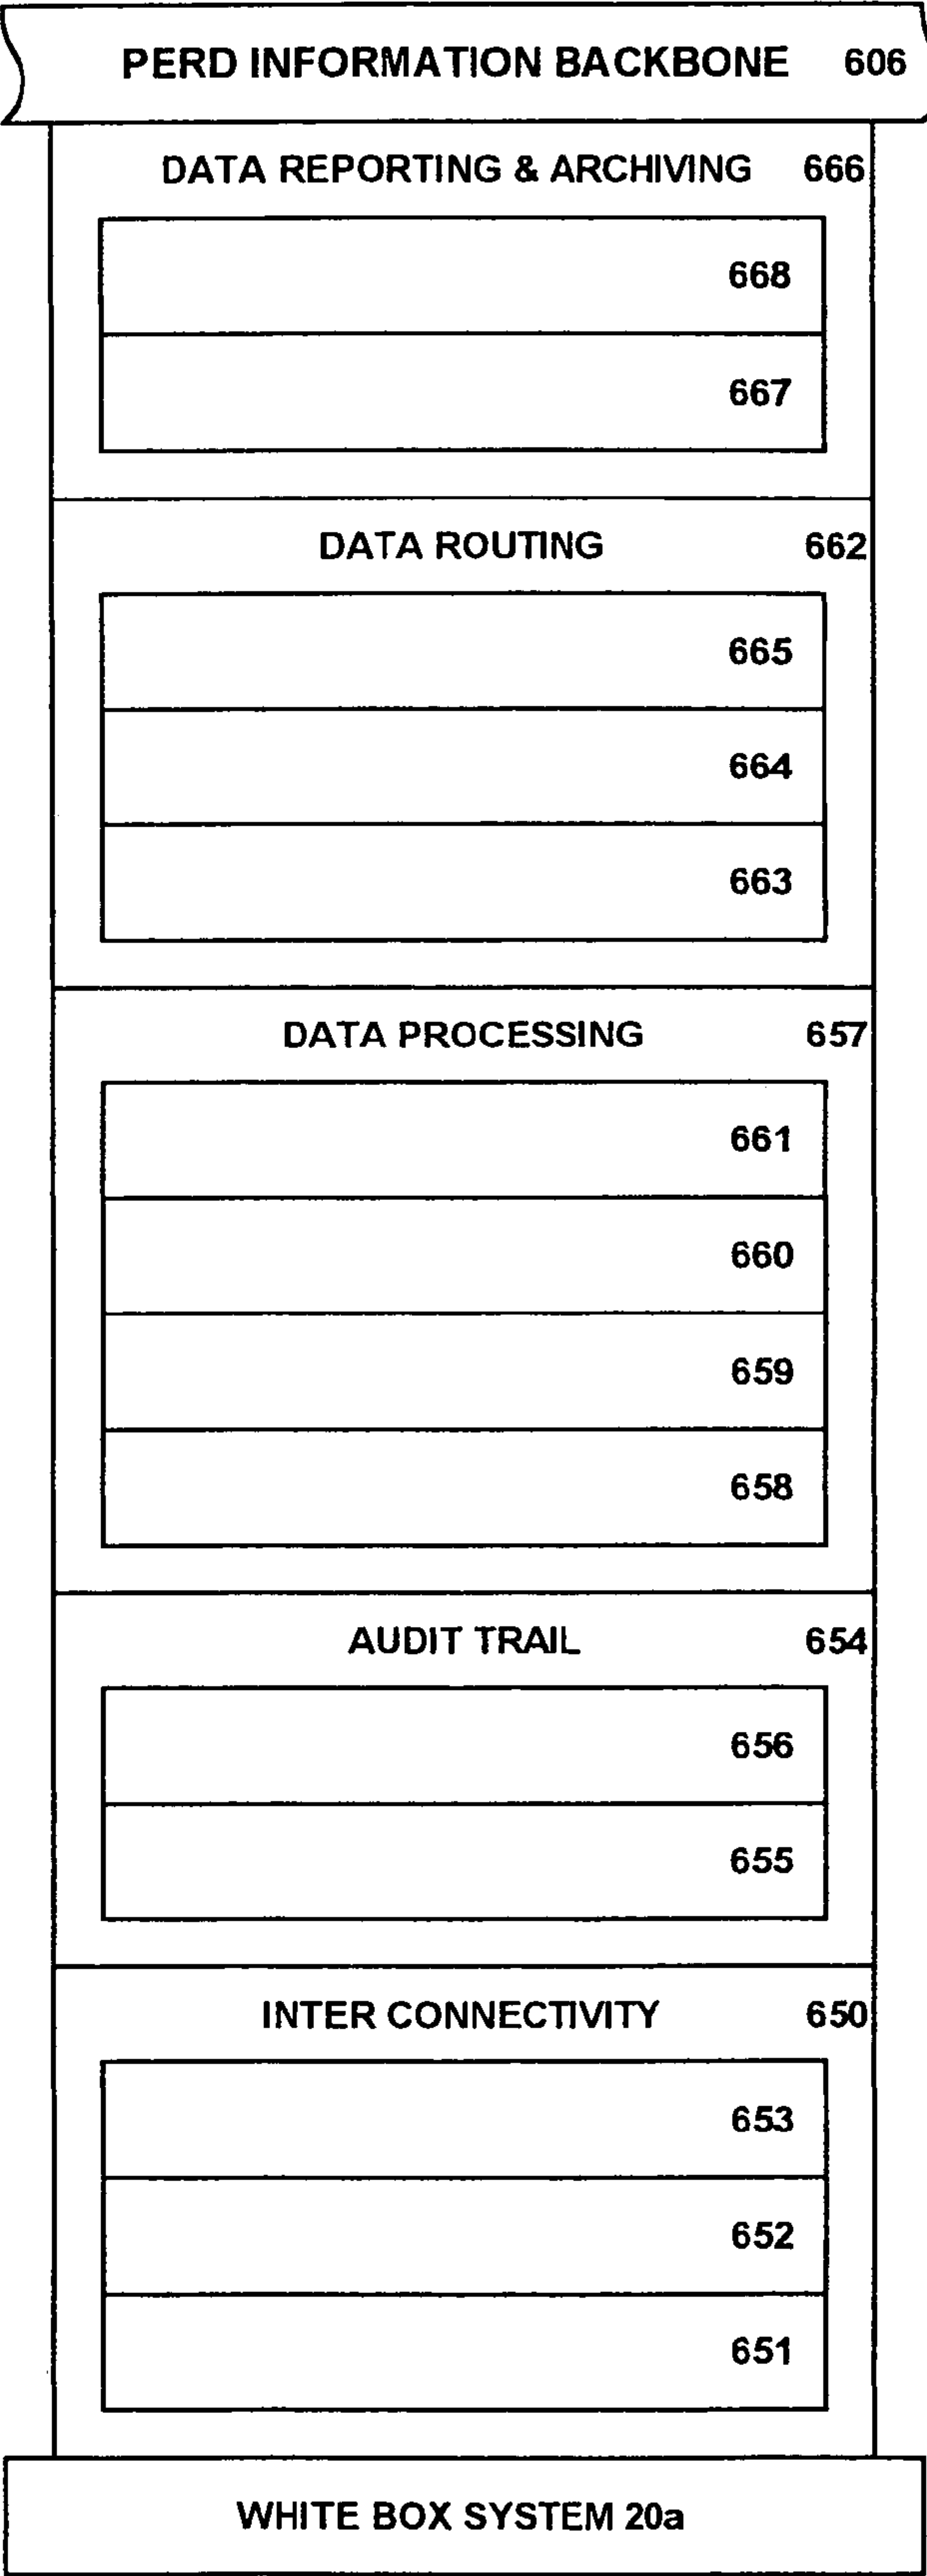 PERD INFORMATION BACKBONE 606
DATA REPORTING & ARCHIVING 666
668
667
DATA ROUTING 662
665
664
663
DATA PROCESSING 657
661
660
659
658
AUDIT TRAIL 654
656
655
INTER CONNECTIVITY 650
653
652
651
WHITE BOX SYSTEM 20a